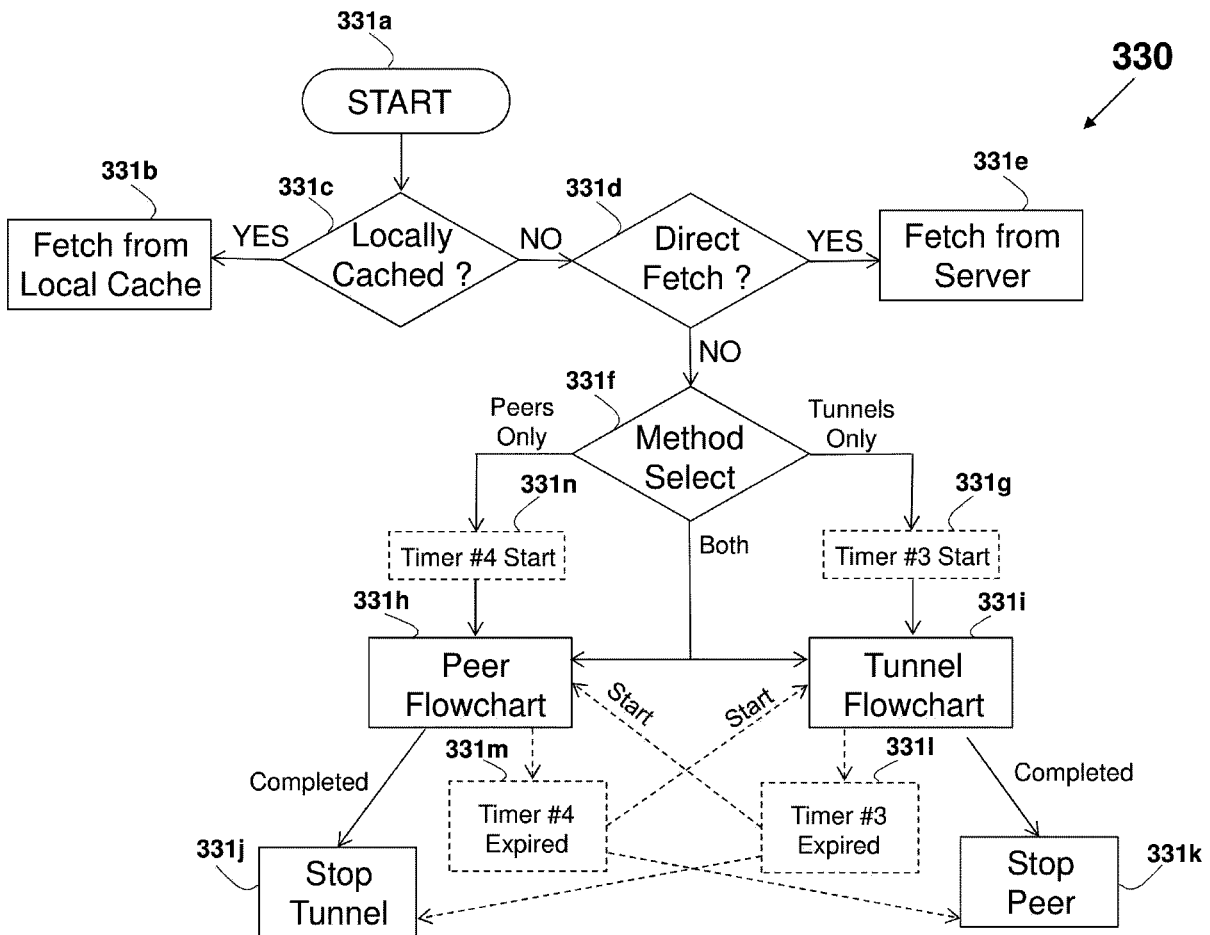 331a
330
START
331b
331c
331d
331e
Fetch from
Local Cache
YES
Locally
Cached ?
NO
Direct
Fetch ?
YES
Fetch from
Server
NO
331f
Peers
Only
Method
Select
Tunnels
Only
331n
331g
Timer #4 Start
Both
Timer #3 Start
331h
331i
Peer
Flowchart
Tunnel
Flowchart
Start
Start
331m
331l
Completed
Timer #4
Expired
Timer #3
Expired
Completed
331j
Stop
Tunnel
Stop
Peer
331k